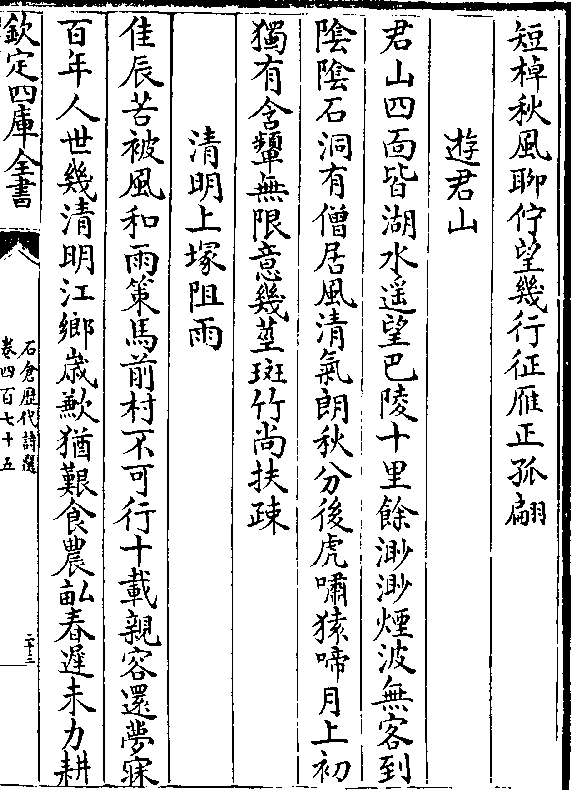 短棹秋風聊佇望幾行征雁正孤翩
遊君山
君山四面皆湖水遥望巴陵十里餘渺渺煙波無客到
陰陰石洞有僧居風清氣朗秋分後虎嘯猿啼月上初
獨有含顰無限意幾莖斑竹尚扶疎
清明上塚阻雨
佳辰苦被風和雨策馬前村不可行十載親容還夢寐
百年人世幾清明江鄉歲歉猶艱食農畝春遲未力耕
欽定四庫全書
石倉歴代詩選
卷四百七十五
二十三